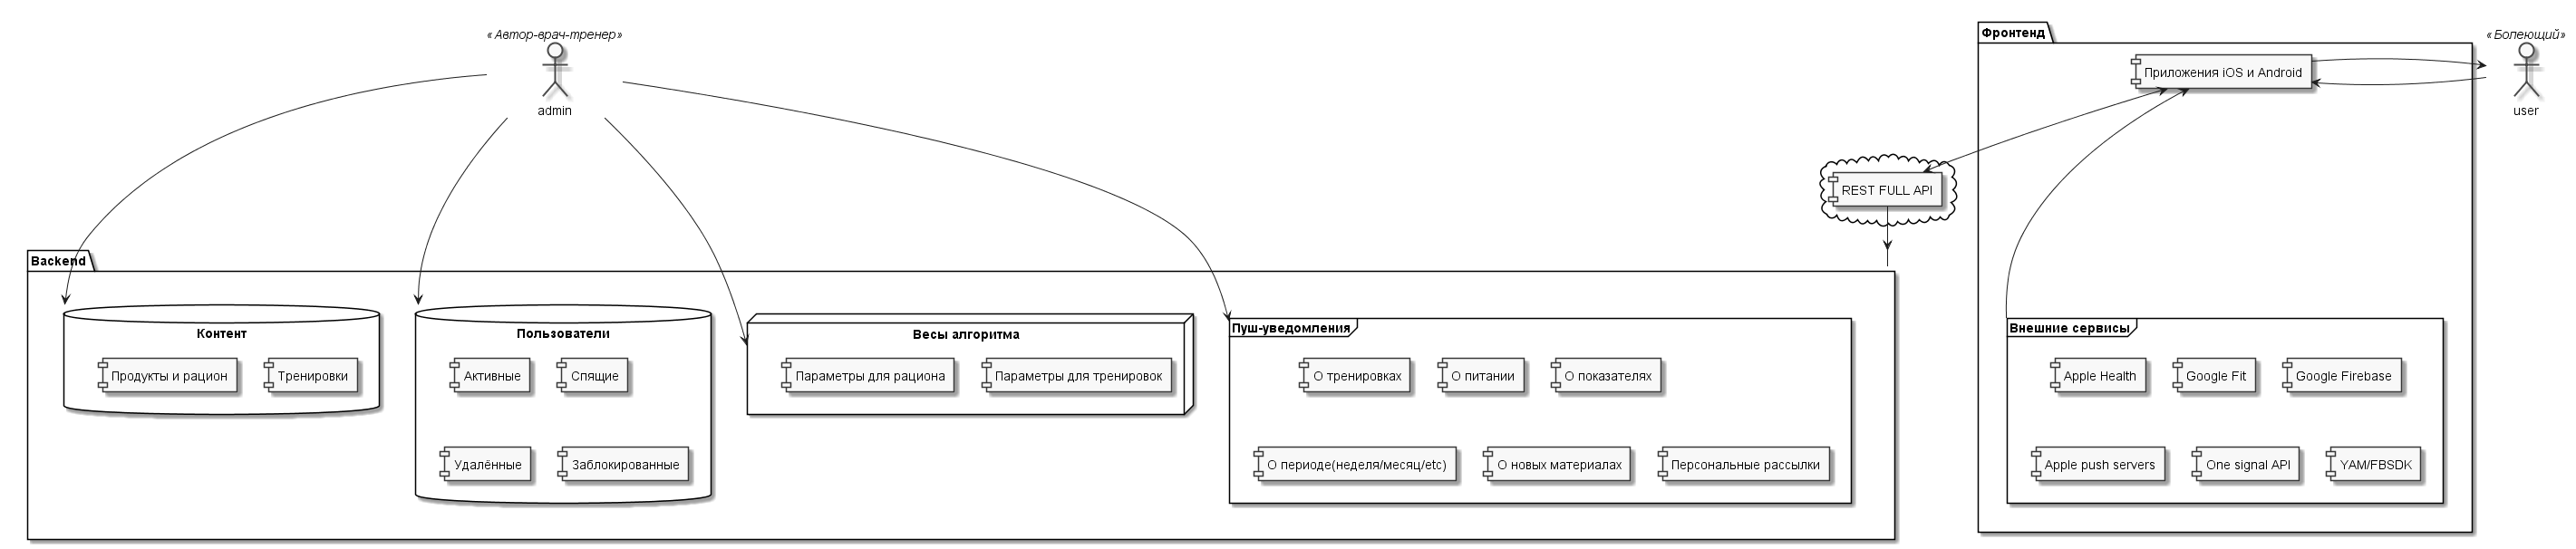 «Автор-врач-тренер»
admin
Фронтенд
Приложения iOS и Android
«Болеющий»
user
REST FULL API
Backend
Контент
Продукты и рацион
Тренировки
Пользователи
Активные
Спящие
Удалённые
Заблокированные
Весы алгоритма
Параметры для рациона
Параметры для тренировок
Пуш-уведомления
О тренировках
О питании
О показателях
О периоде(неделя/месяц/etc)
О новых материалах
Персональные рассылки
Внешние сервисы
Apple Health
Google Fit
Google Firebase
Apple push servers
One signal API
YAM/FBSDK